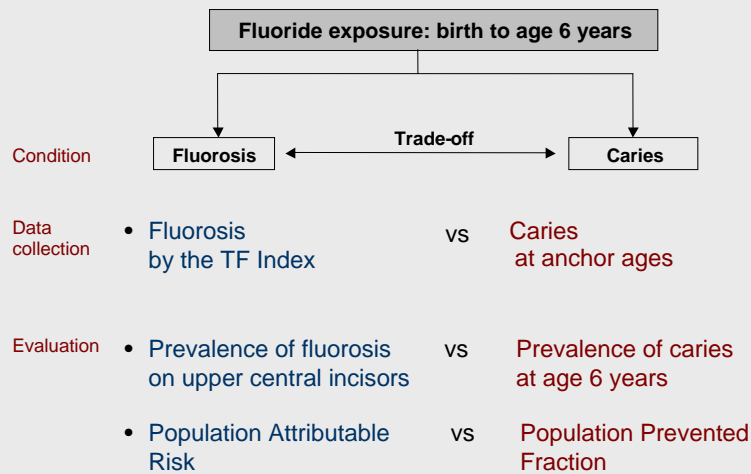 Fluoride exposure: birth to age 6 years
Trade-off
Condition
Fluorosis
Caries
Data
collection
• Fluorosis
by the TF Index
vs
Caries
at anchor ages
Evaluation
• Prevalence of fluorosis
on upper central incisors
vs
Prevalence of caries
at age 6 years
• Population Attributable
Risk
vs
Population Prevented
Fraction